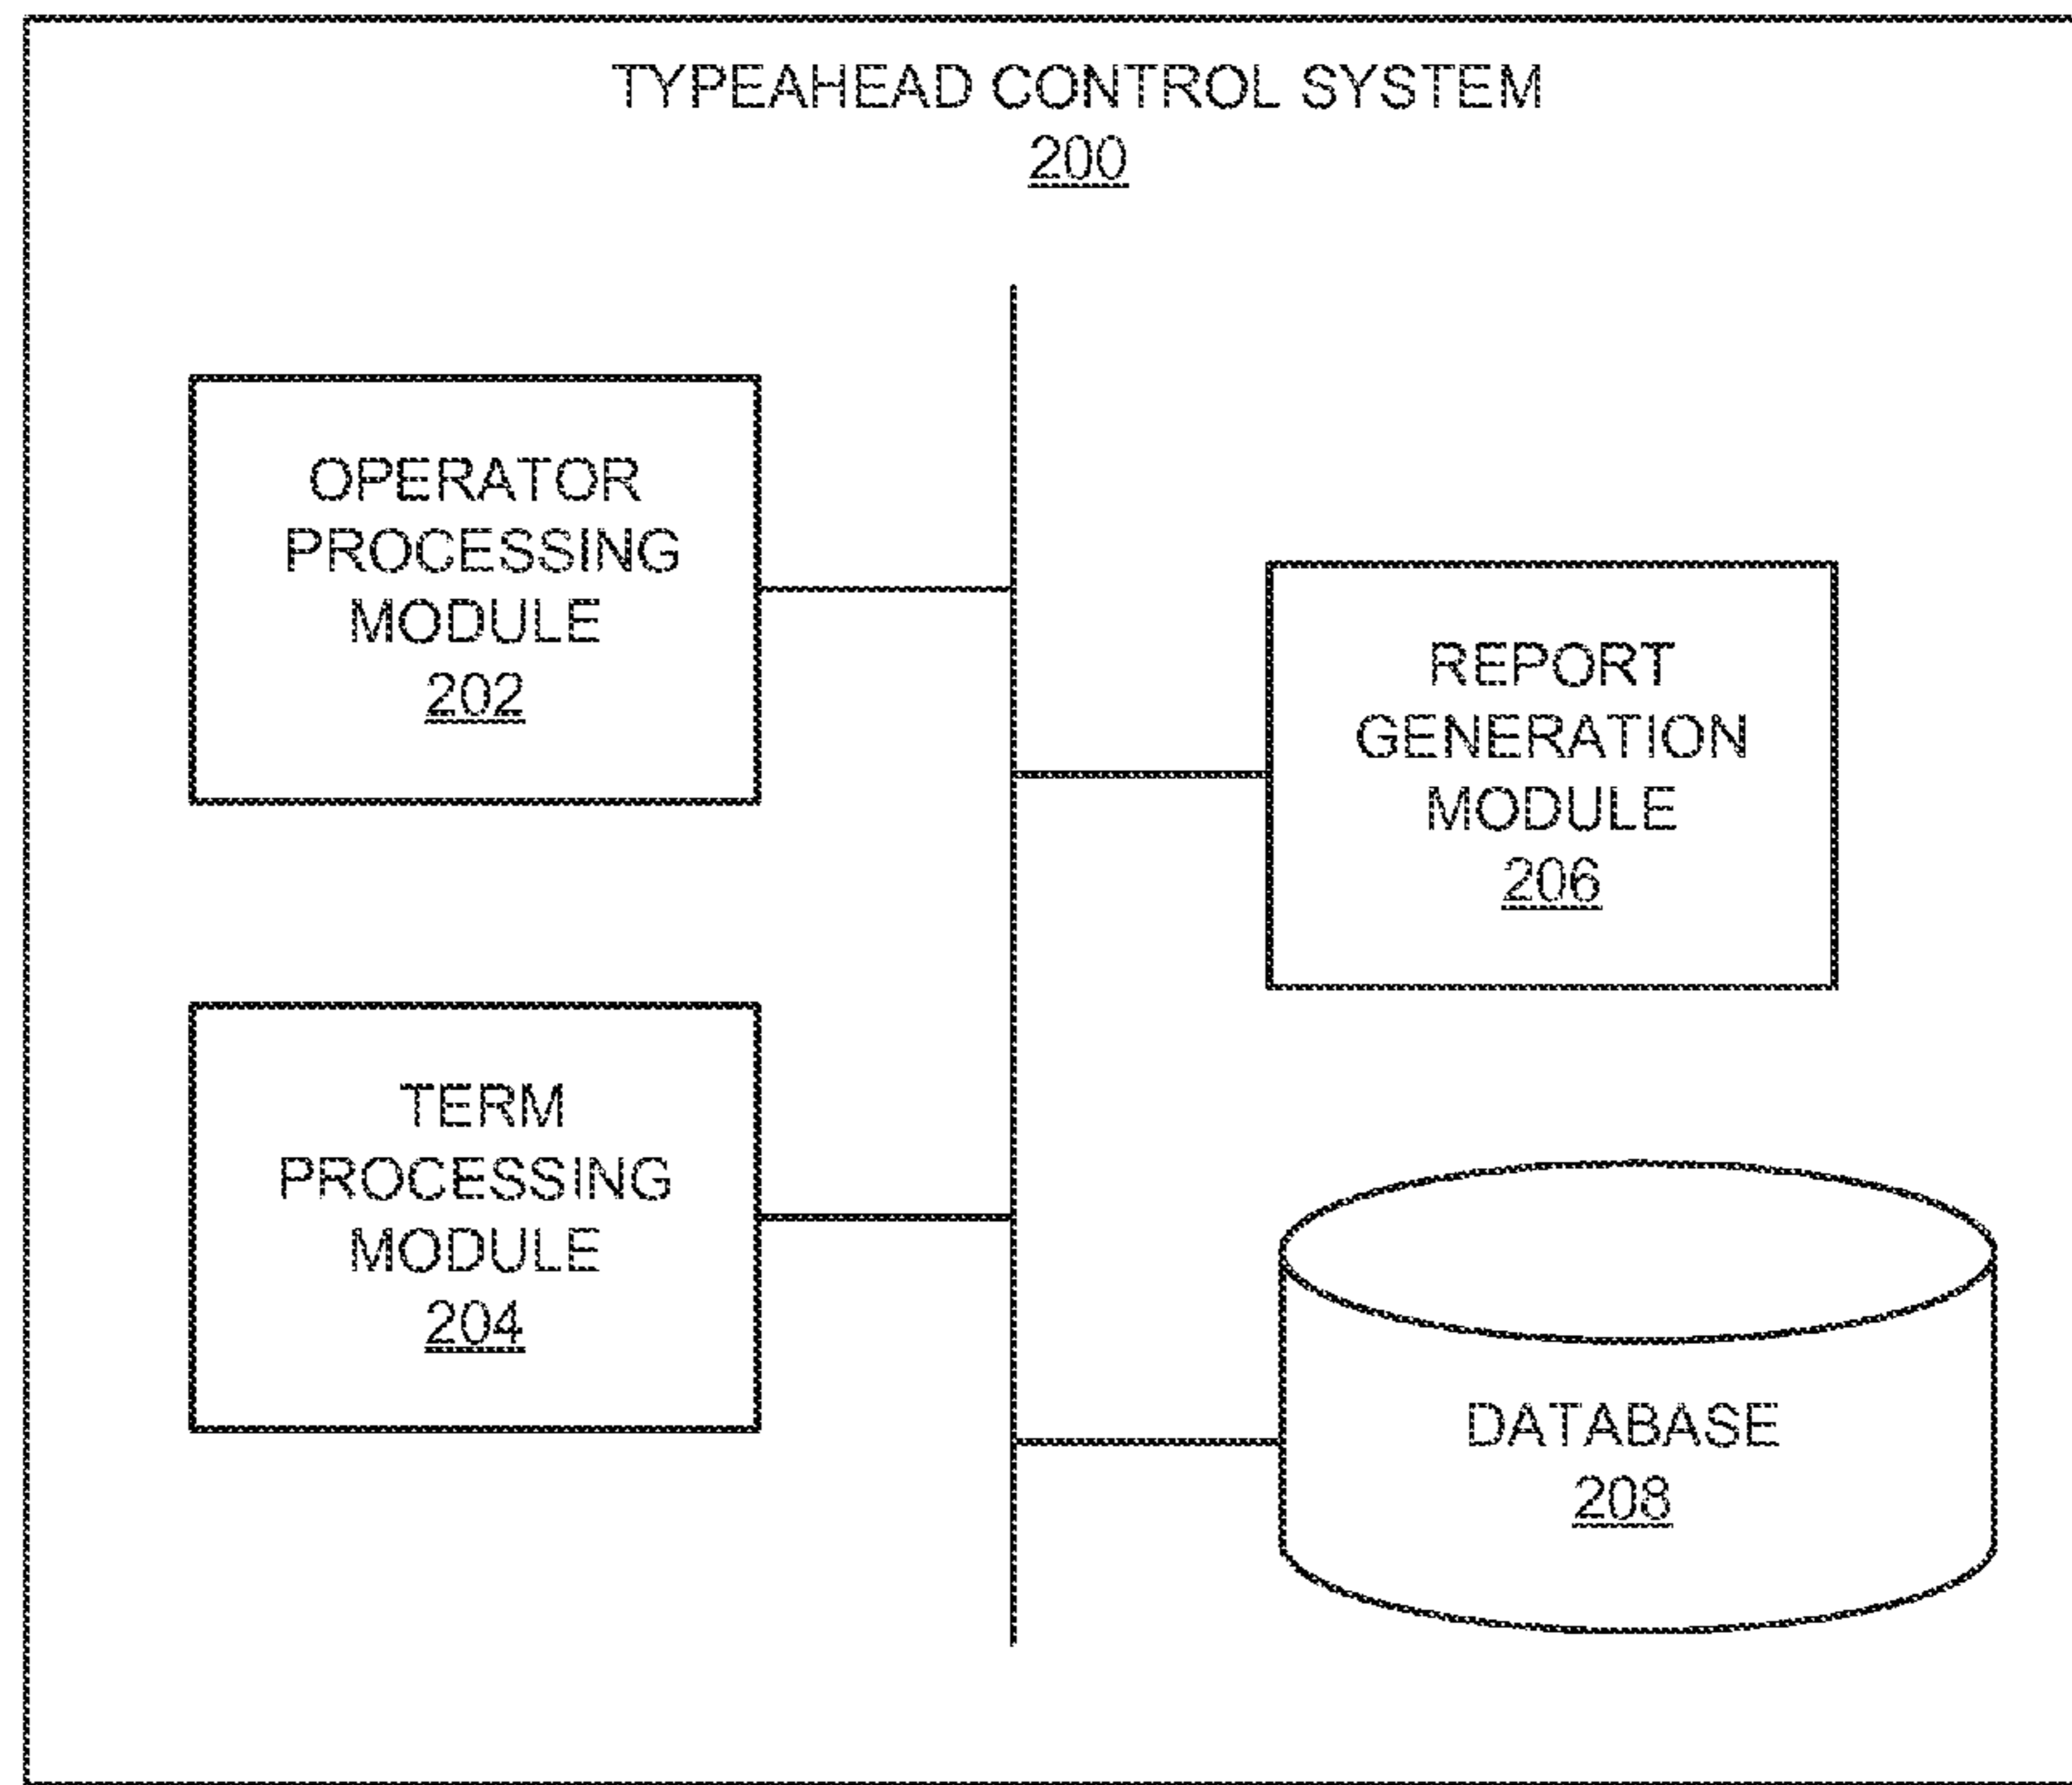 TYPEAHEAD CONTROL SYSTEM
200
OPERATOR
PROCESSING
MODULE
202
REPORT
GENERATION
MODULE
206
TERM
PROCESSING
MODULE
204
DATABASE
208